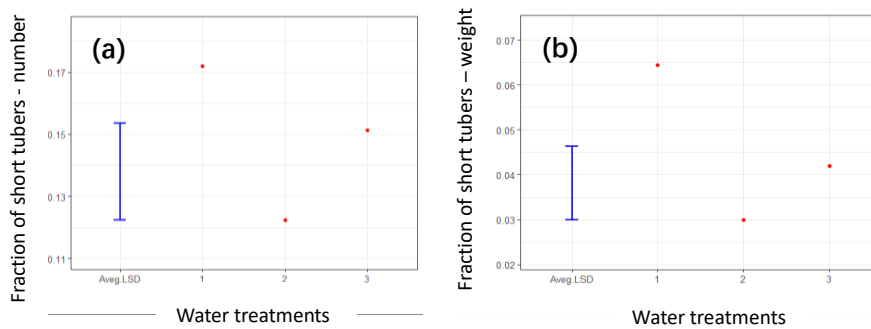 Fraction of short tubers - number
(a)
0.17
0.15
0.13
0.11
Aveg.LSD 1 2 3
Water treatments
Fraction of short tubers – weight
(b)
0.07
0.06
0.05
0.04
0.03
0.02
Aveg.LSD 1 2 3
Water treatments